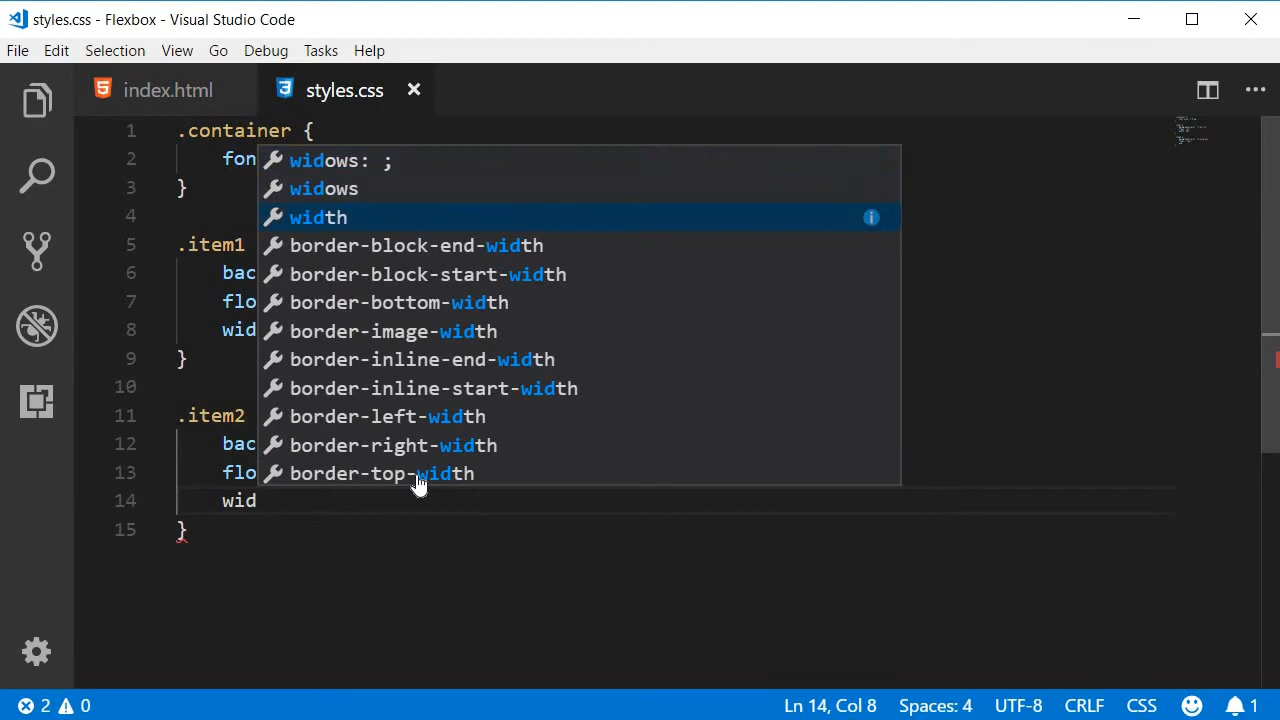 styles.css - Flexbox - Visual Studio Code
File Edit Selection View Go Debug Tasks Help
index.html styles.css
1 .container {
2 fon
3 }
4
5 .item1
6 bac
7 flo
8 wid
9 }
10
11 .item2
12 bac
13 flo
14 wid
15 }
widows: ;
widows
width
border-block-end-width
border-block-start-width
border-bottom-width
border-image-width
border-inline-end-width
border-inline-start-width
border-left-width
border-right-width
border-top-width
2 0 Ln 14, Col 8 Spaces: 4 UTF-8 CRLF CSS 1